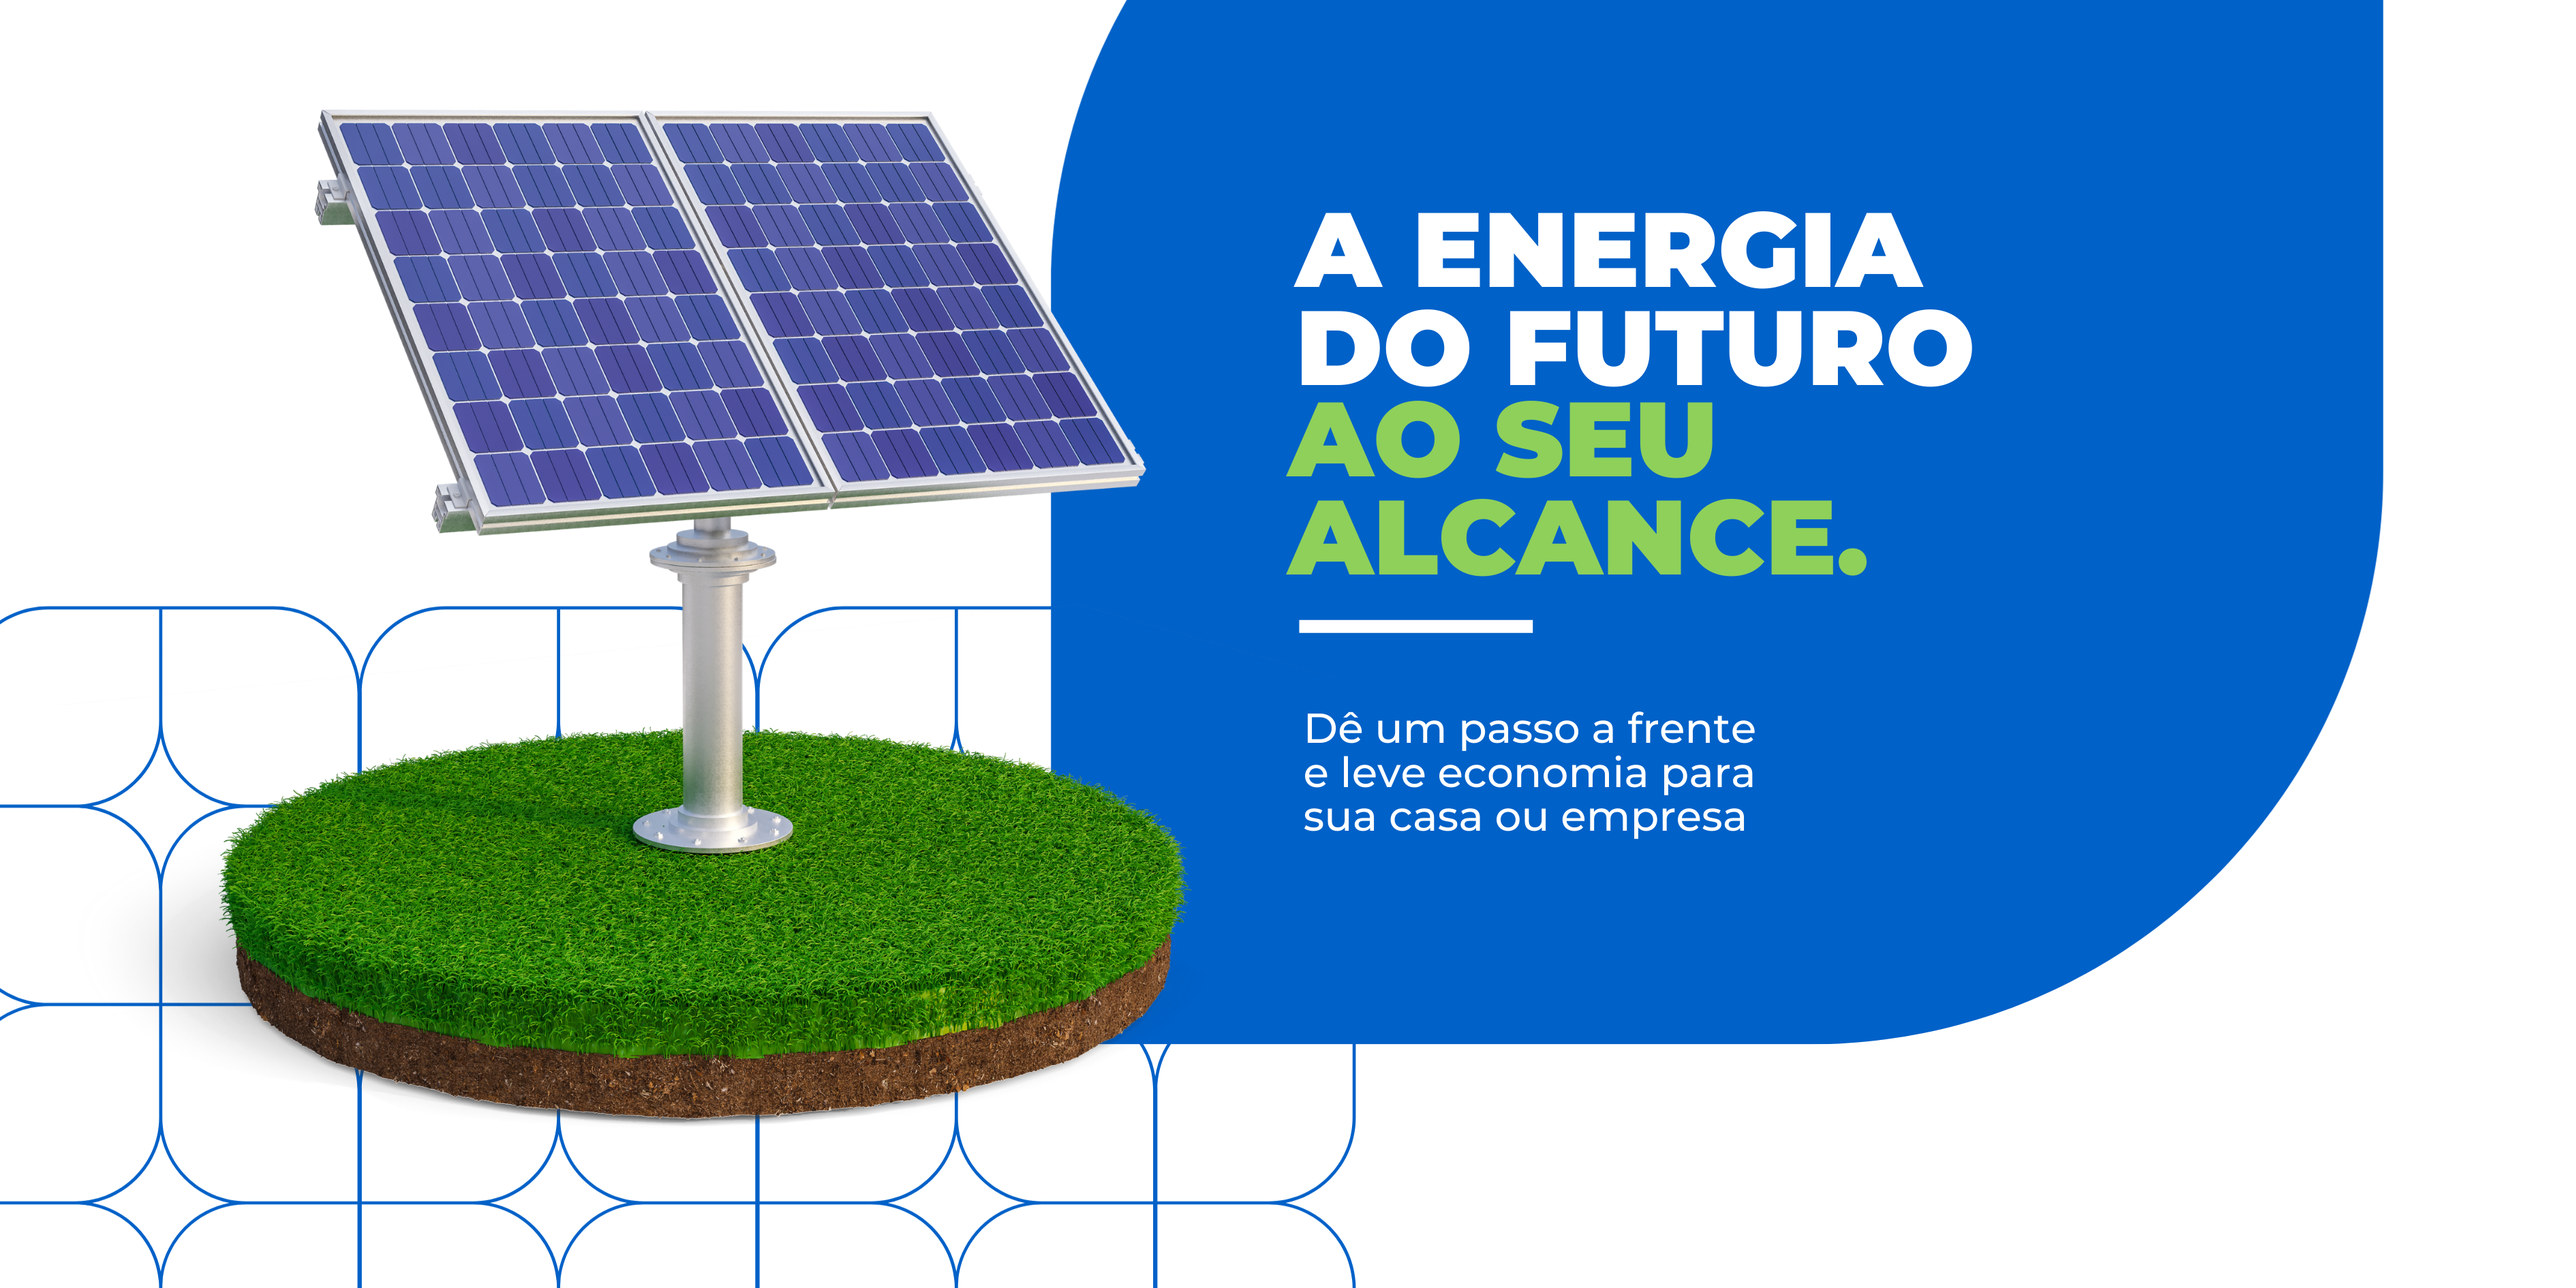 A ENERGIA
DO FUTURO
AO SEU
ALCANCE.
Dê um passo a frente
e leve economia para
sua casa ou empresa